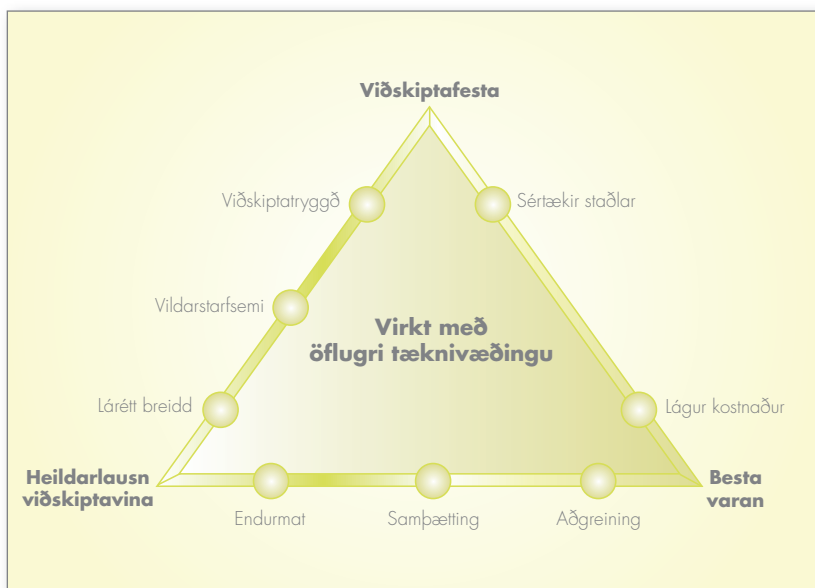 Viðskiptafesta
Viðskiptatryggð
Sértækir staðlar
Vildarstarfsemi
Virkt með
öflugri tæknivæðingu
Lárétt breidd
Lágur kostnaður
Heildarlausn
viðskiptavina
Besta
varan
Endurmat
Samþætting
Aðgreining